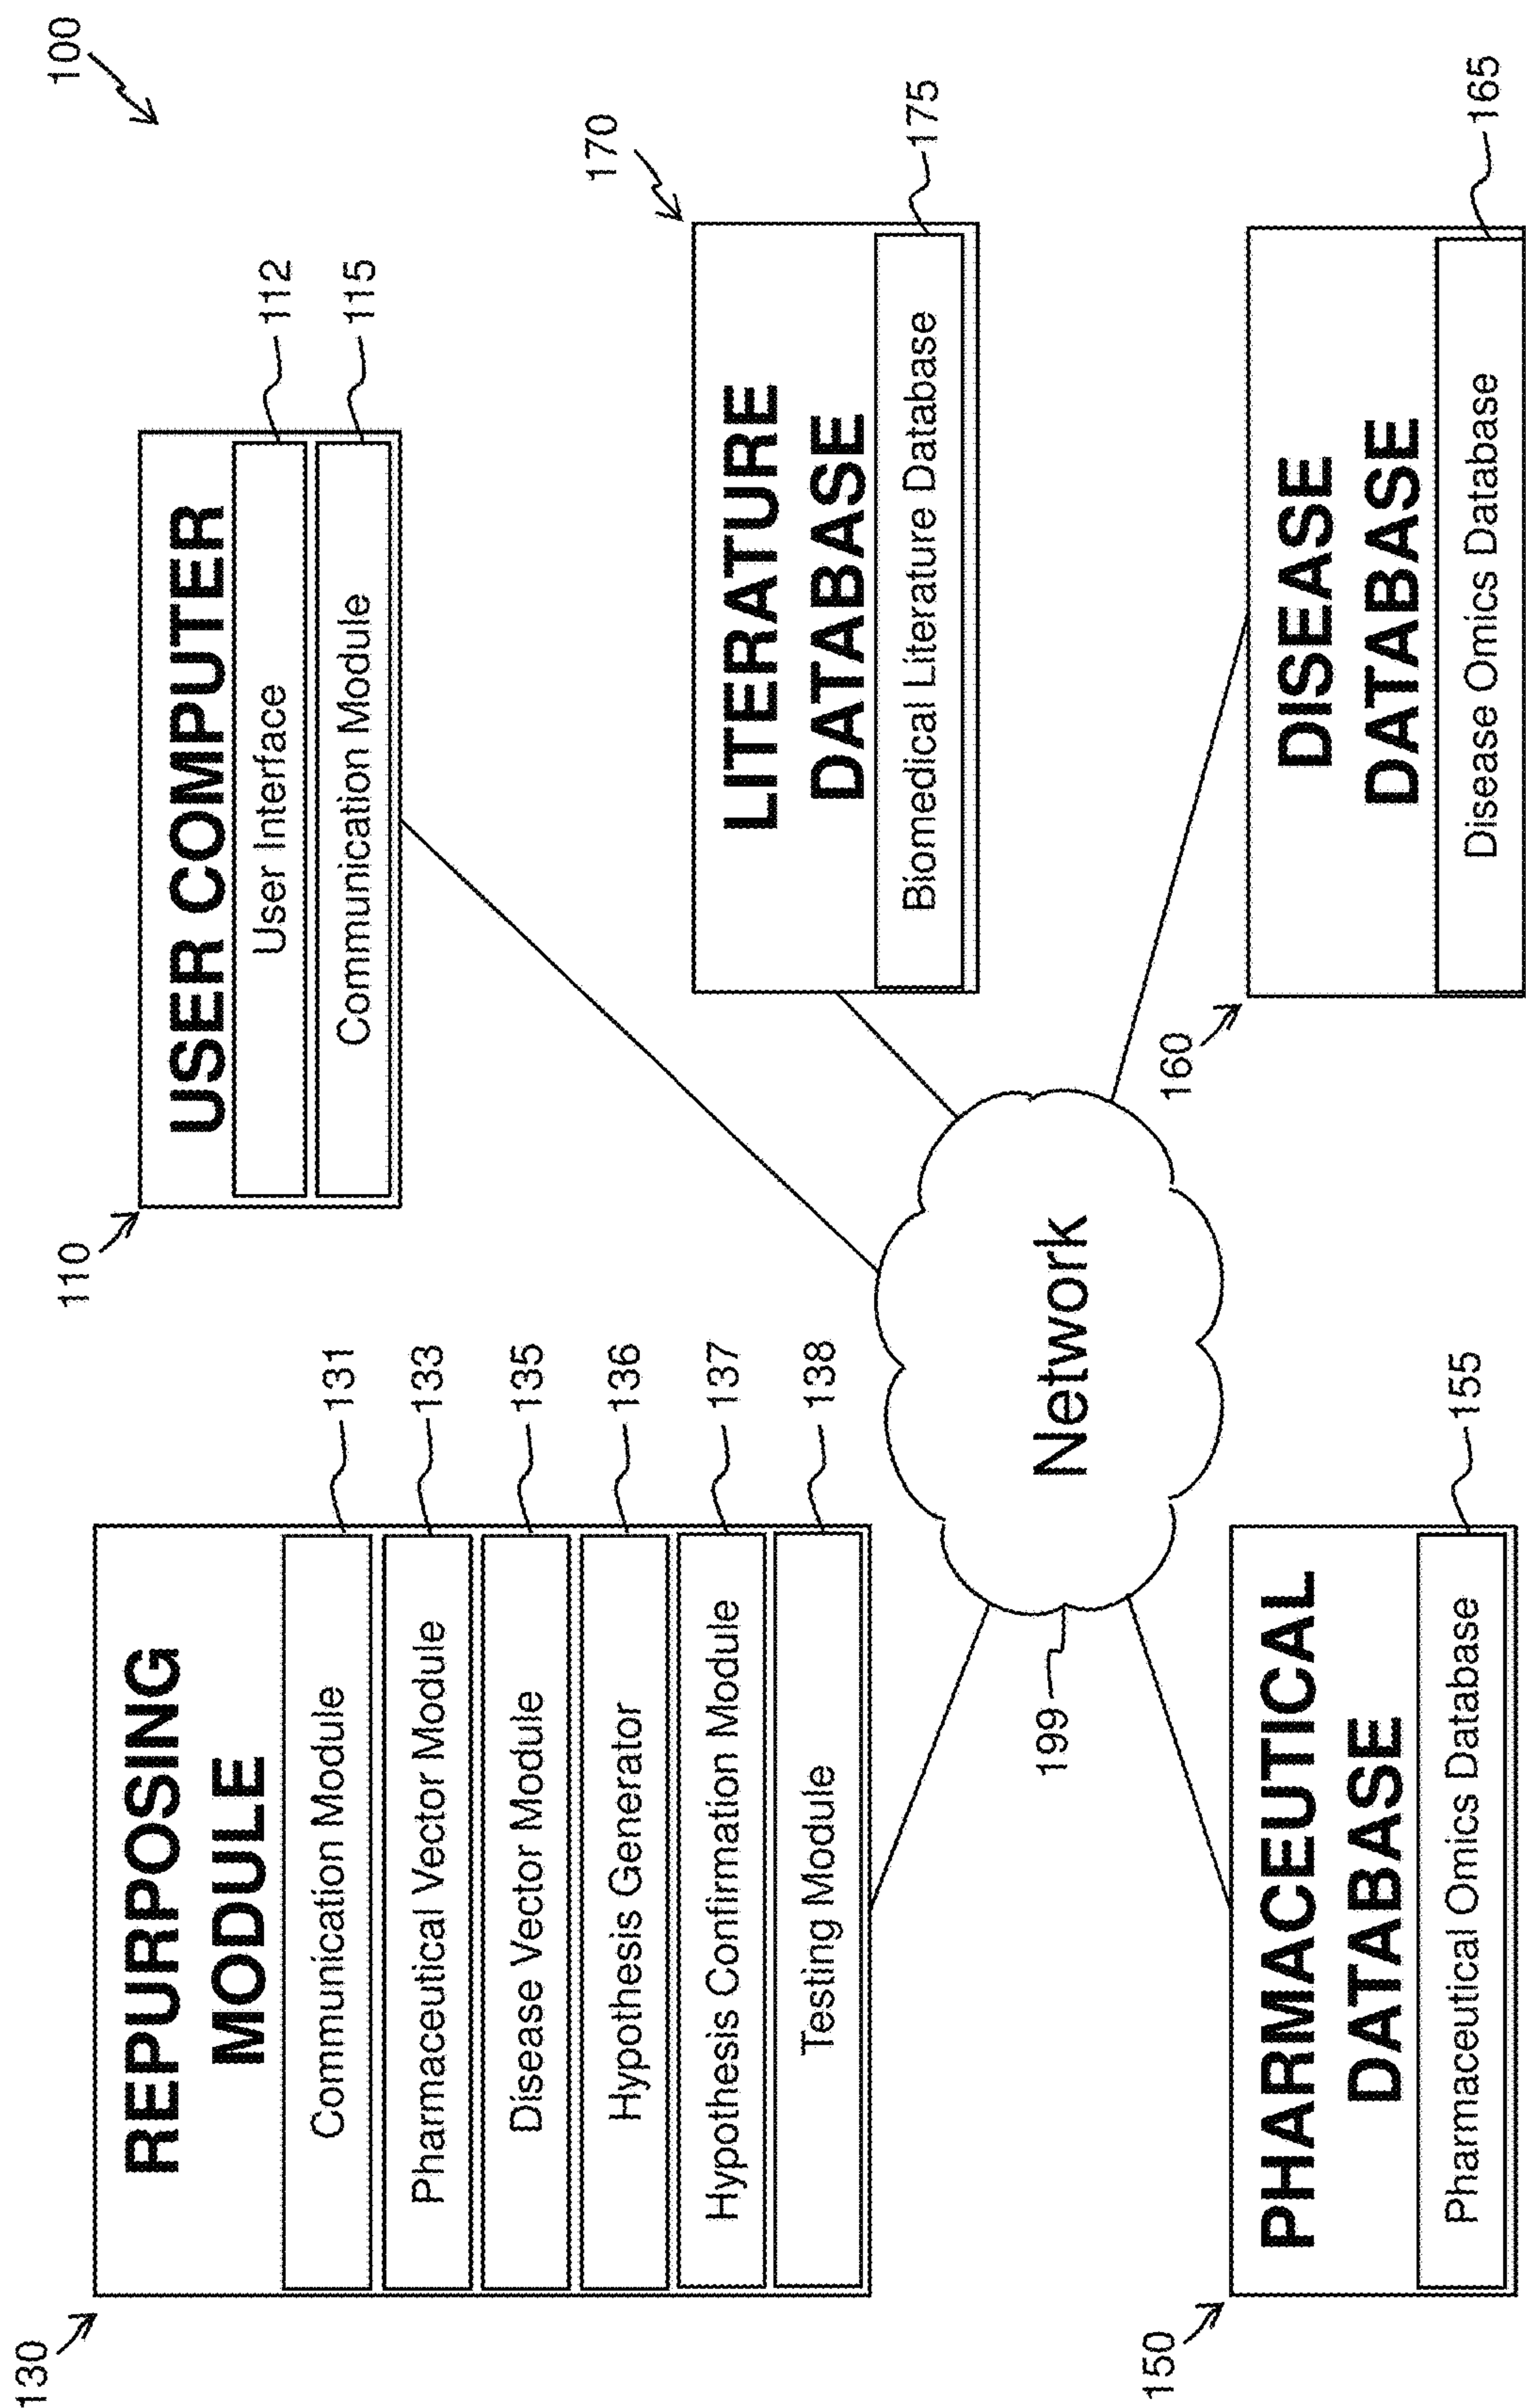 100
130
REPURPOSING
MODULE
Communication Module
131
Pharmaceutical Vector Module
133
Disease Vector Module
135
Hypothesis Generator
136
Hypothesis Confirmation Module
137
Testing Module
138
110
USER COMPUTER
User Interface
112
Communication Module
115
170
LITERATURE
DATABASE
Biomedical Literature Database
175
Network
199
150
PHARMACEUTICAL
DATABASE
Pharmaceutical Omics Database
155
160
DISEASE
DATABASE
Disease Omics Database
165